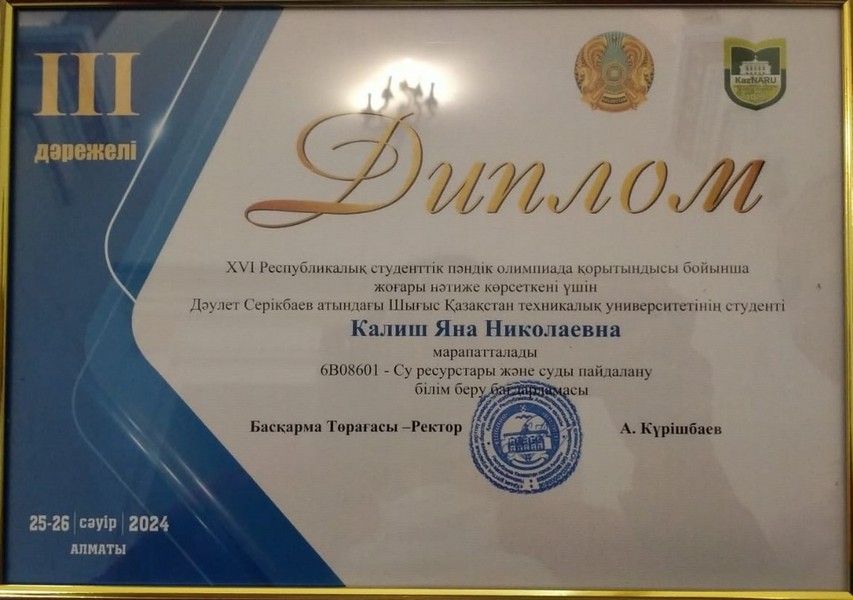 III
дәрежелі
KazNARU
Диплом
XVI Республикалық студенттік пәндік олимпиада қорытындысы бойынша
жоғары нәтиже көрсеткені үшін
Дәулет Серікбаев атындағы Шығыс Қазақстан техникалық университетінің студенті
Калиш Яна Николаевна
марапатталады
6B08601 - Су ресурстары және суды пайдалану
білім беру бағдарламасы
Басқарма Төрағасы –Ректор
А. Күрішбаев
25-26 | сәуір | 2024
АЛМАТЫ